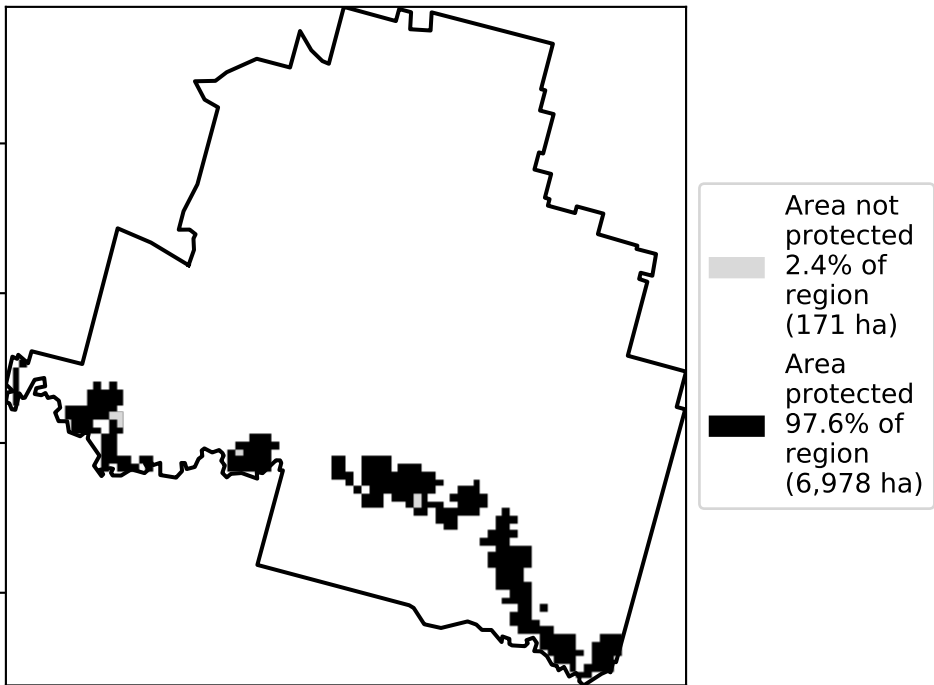 Area not
protected
2.4% of
region
(171 ha)
Area
protected
97.6% of
region
(6,978 ha)